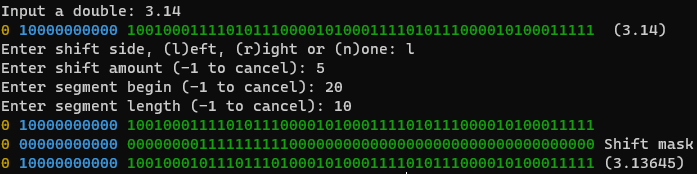 Input a double: 3.14
0 10000000000 1001000111101011100001010001111010111000010100011111 (3.14)
Enter shift side, (l)eft, (r)ight or (n)one: l
Enter shift amount (-1 to cancel): 5
Enter segment begin (-1 to cancel): 20
Enter segment length (-1 to cancel): 10
0 10000000000 1001000111101011100001010001111010111000010100011111
0 00000000000 0000000011111111110000000000000000000000000000000000 Shift mask
0 10000000000 1001000101110111010001010001111010111000010100011111 (3.13645)